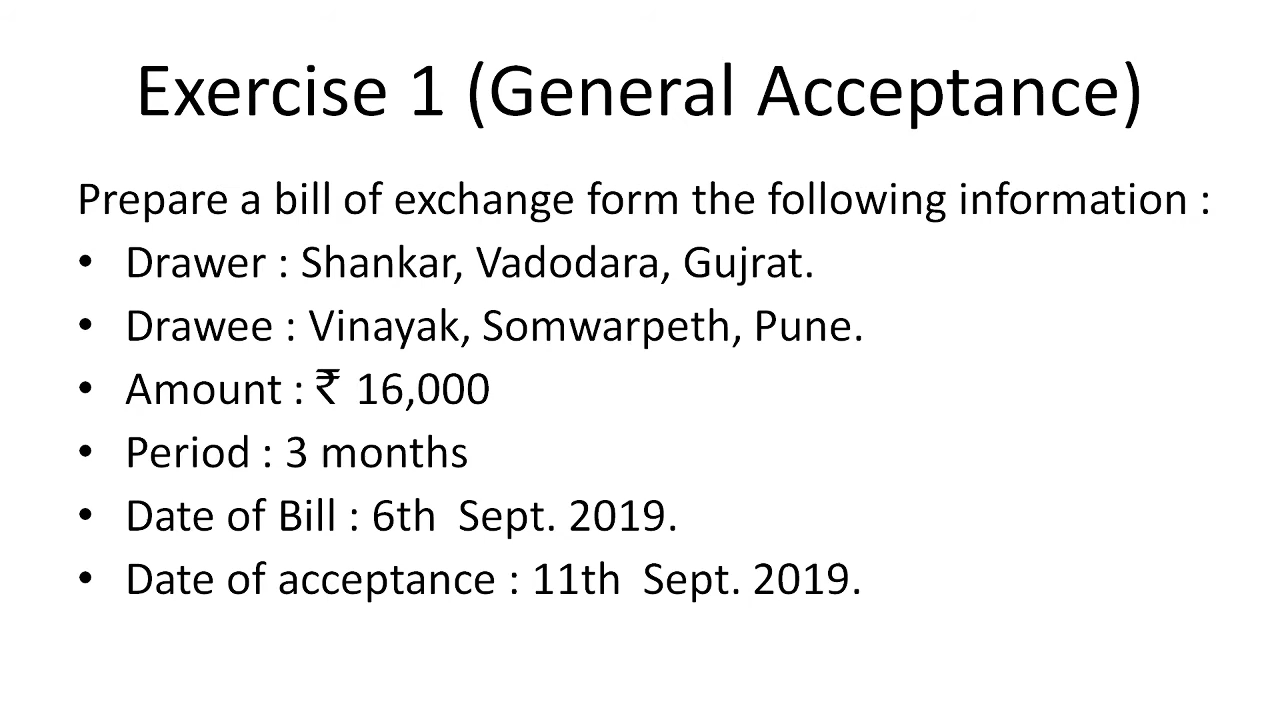 Exercise 1 (General Acceptance)
Prepare a bill of exchange form the following information :
• Drawer : Shankar, Vadodara, Gujrat.
• Drawee : Vinayak, Somwarpeth, Pune.
• Amount : ₹ 16,000
• Period : 3 months
• Date of Bill : 6th Sept. 2019.
• Date of acceptance : 11th Sept. 2019.